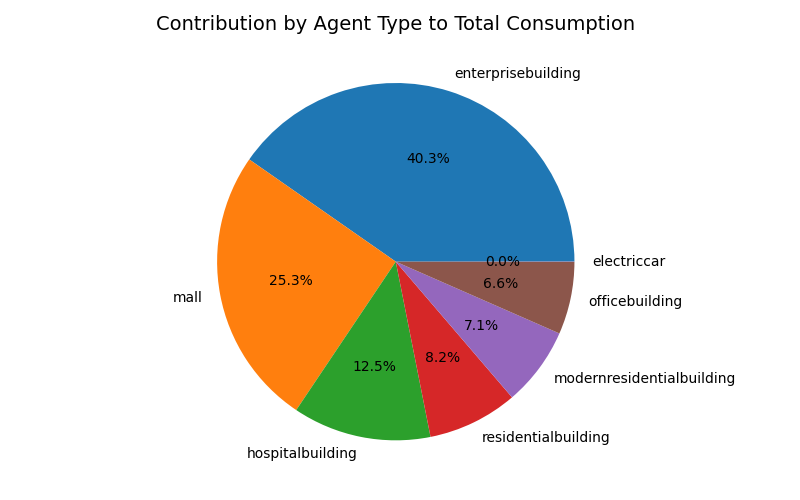 Contribution by Agent Type to Total Consumption
enterprisebuilding
40.3%
mall
25.3%
hospitalbuilding
12.5%
residentialbuilding
8.2%
modernresidentialbuilding
7.1%
officebuilding
6.6%
electriccar
0.0%